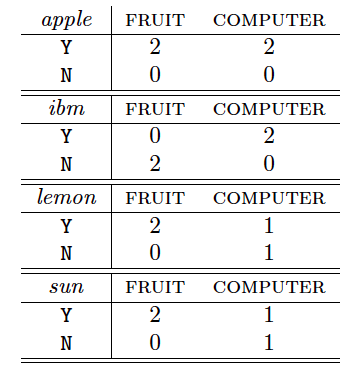 apple FRUIT COMPUTER
Y 2 2
N 0 0
ibm FRUIT COMPUTER
Y 0 2
N 2 0
lemon FRUIT COMPUTER
Y 2 1
N 0 1
sun FRUIT COMPUTER
Y 2 1
N 0 1